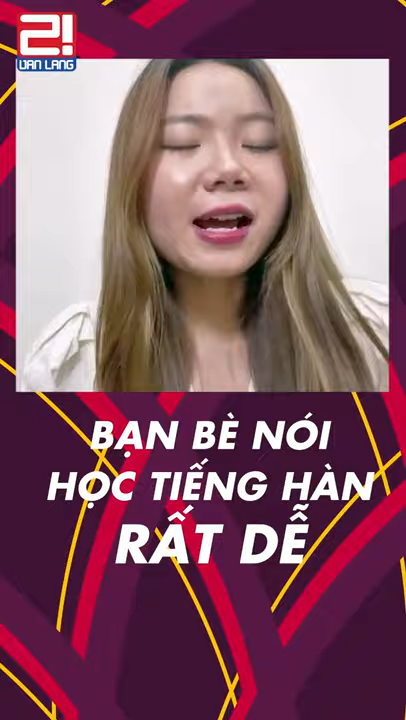 2!
VAN LANG
BẠN BÈ NÓI
HỌC TIẾNG HÀN
RẤT DỄ